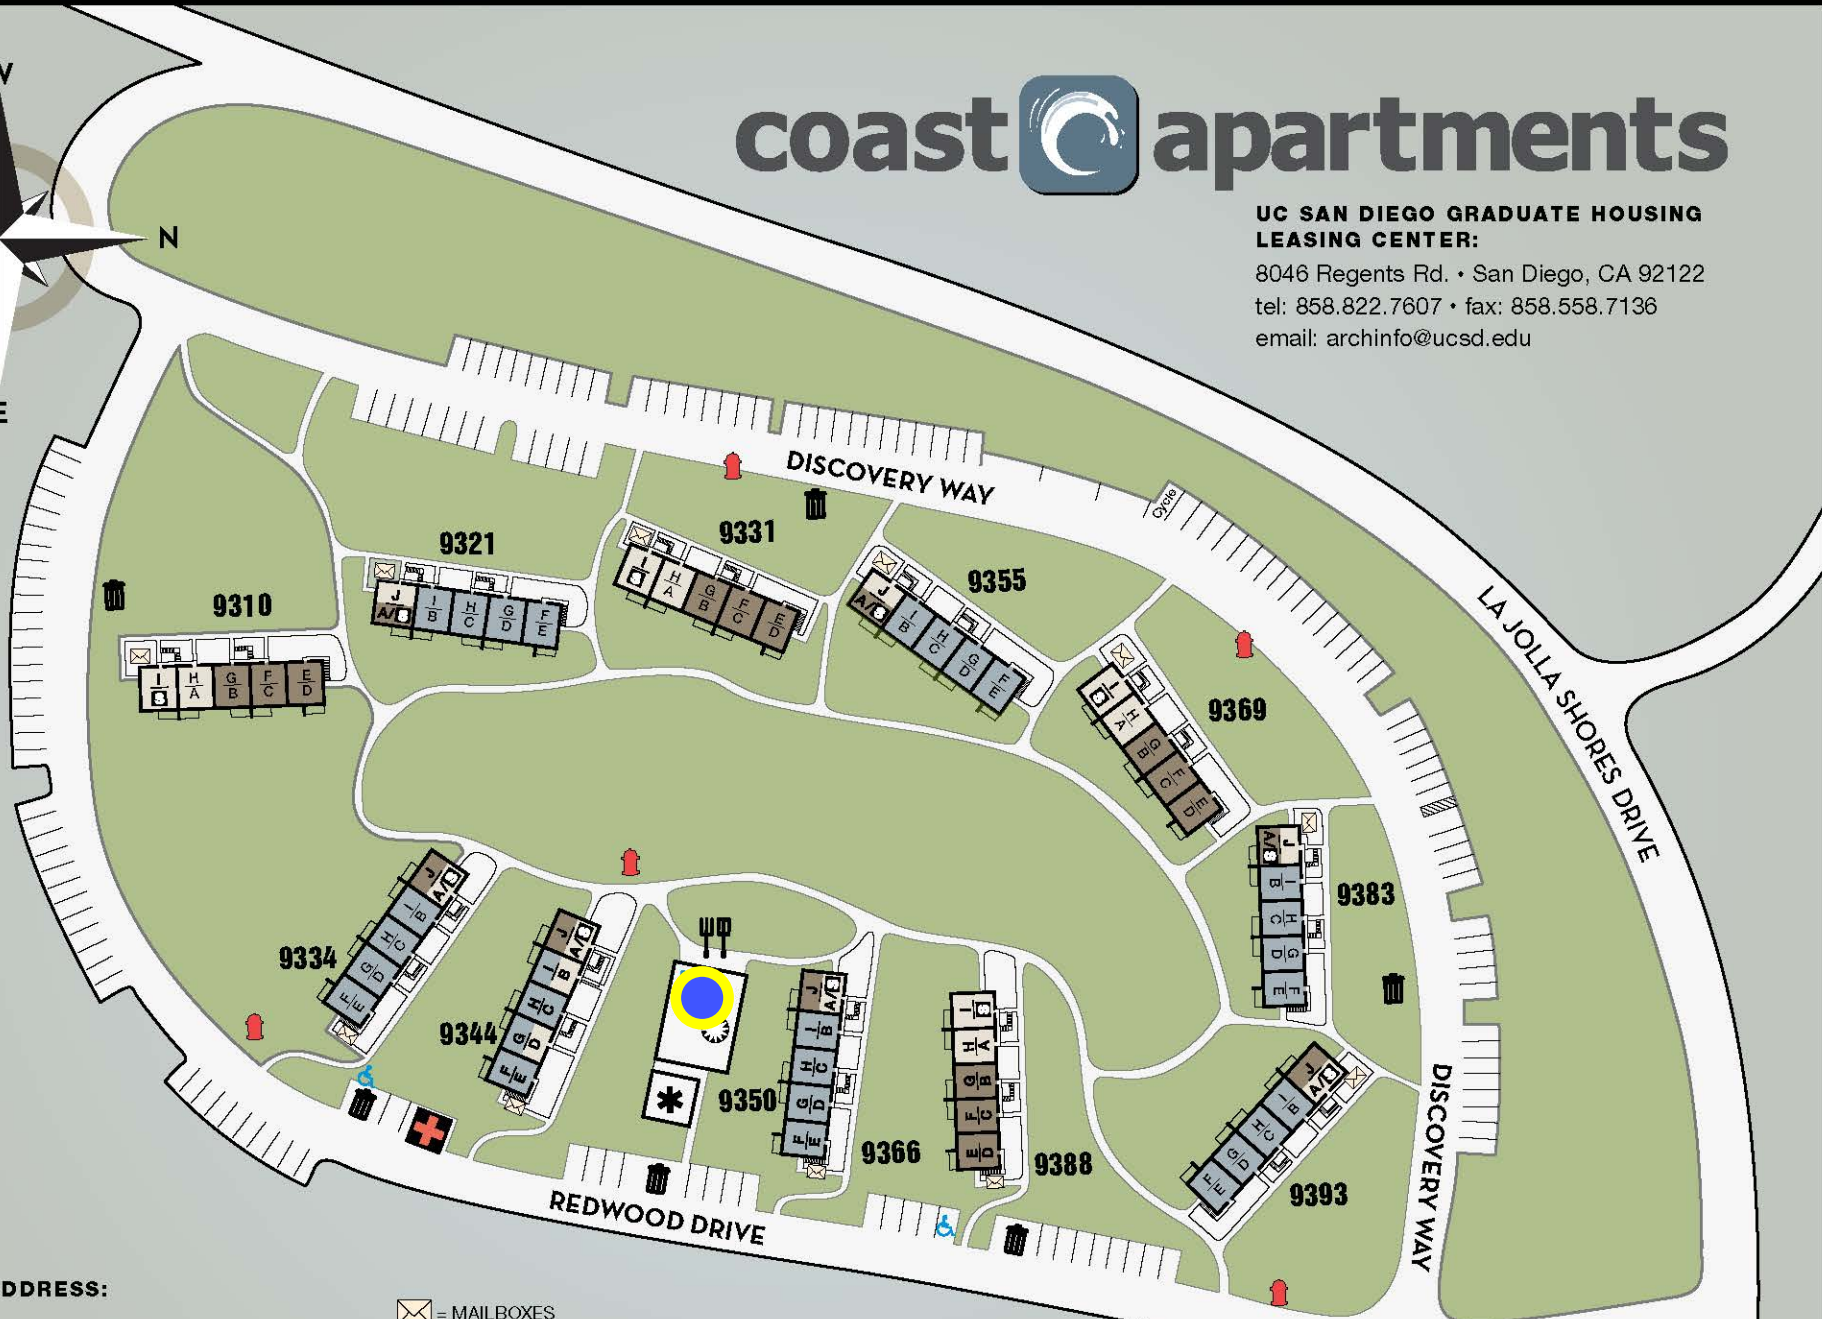 coast apartments
UC SAN DIEGO GRADUATE HOUSING
LEASING CENTER:
8046 Regents Rd. • San Diego, CA 92122
tel: 858.822.7607 • fax: 858.558.7136
email: archinfo@ucsd.edu
N
E
DISCOVERY WAY
Cycle
LA JOLLA SHORES DRIVE
9321
J
A/
I B
H C
G D
F E
9331
I
H A
G B
F C
E D
9355
J
A/
I B
H C
G D
F E
9310
I
H A
G B
F C
E D
9369
I
H A
G B
F C
E D
9383
J
A/
I B
H C
G D
F E
9334
J
A/
I B
H C
G D
F E
9344
J
A/
I B
H C
G D
F E
9350
J
A/
I B
H C
G D
F E
9366
I
H A
G B
F C
E D
9388
J
A/
I B
H C
G D
F E
9393
DISCOVERY WAY
REDWOOD DRIVE
DDRESS:
= MAILBOXES